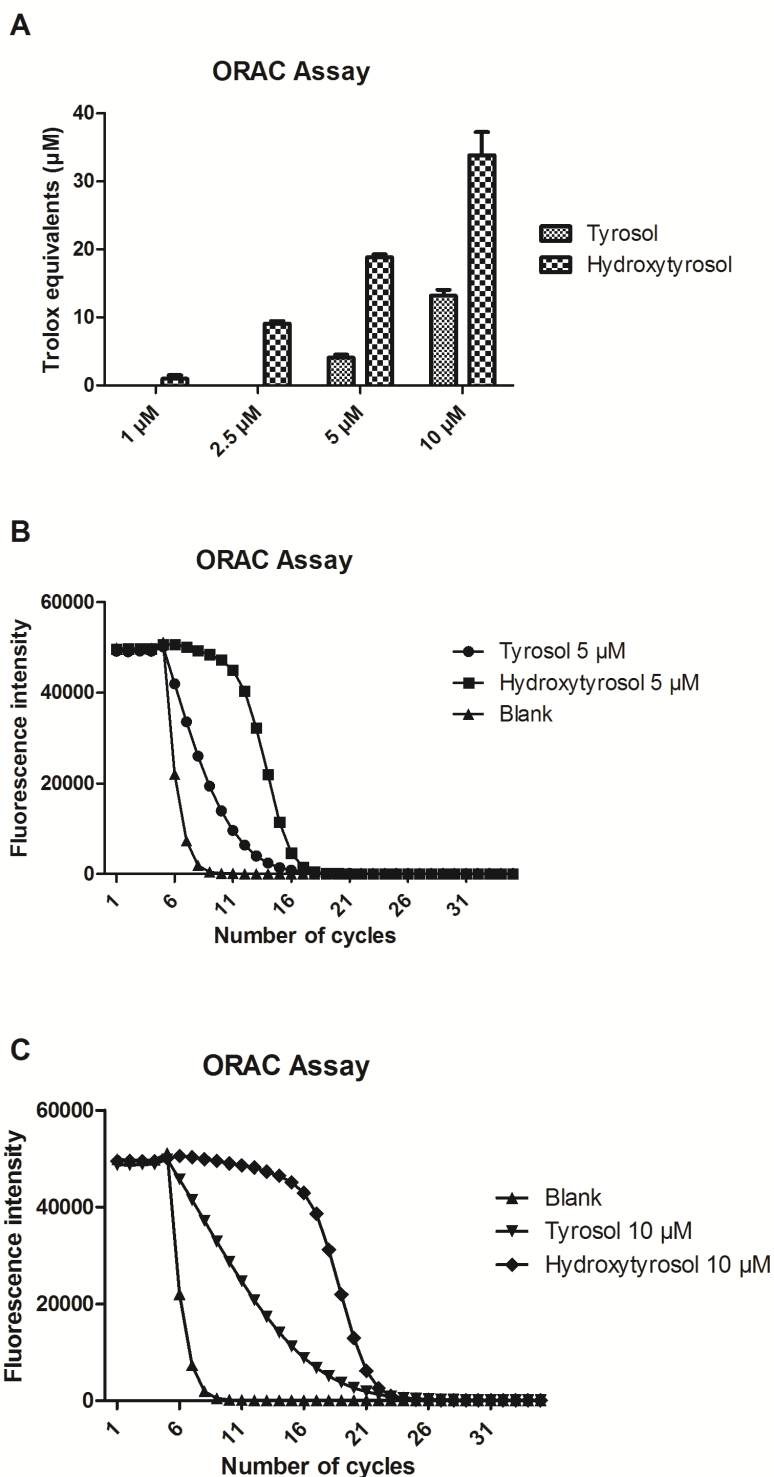 A
ORAC Assay
Trolox equivalents (µM)
40
30
20
10
0
1 µM
2.5 µM
5 µM
10 µM
Tyrosol
Hydroxytyrosol
B
ORAC Assay
Fluorescence intensity
60000
40000
20000
0
1
6
11
16
21
26
31
Number of cycles
Tyrosol 5 µM
Hydroxytyrosol 5 µM
Blank
C
ORAC Assay
Fluorescence intensity
60000
40000
20000
0
1
6
11
16
21
26
31
Number of cycles
Blank
Tyrosol 10 µM
Hydroxytyrosol 10 µM